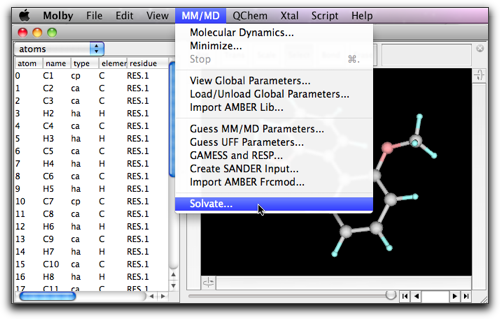 Molby File Edit View MM/MD QChem Xtal Script Help
atoms
Molecular Dynamics...
Minimize...
Stop ⌘.
View Global Parameters...
Load/Unload Global Parameters...
Import AMBER Lib...
Guess MM/MD Parameters...
Guess UFF Parameters...
GAMESS and RESP...
Create SANDER Input...
Import AMBER Frcmod...
Solvate...
atom name type elemen residue
0 C1 cp C RES.1
1 C2 ca C RES.1
2 C3 ca C RES.1
3 H2 ha H RES.1
4 C4 ca C RES.1
5 H3 ha H RES.1
6 C5 ca C RES.1
7 H4 ha H RES.1
8 C6 ca C RES.1
9 H5 ha H RES.1
10 C7 cp C RES.1
11 C8 ca C RES.1
12 H6 ha H RES.1
13 C9 ca C RES.1
14 H7 ha H RES.1
15 C10 ca C RES.1
16 H8 ha H RES.1
17 C11 ca C RES.1